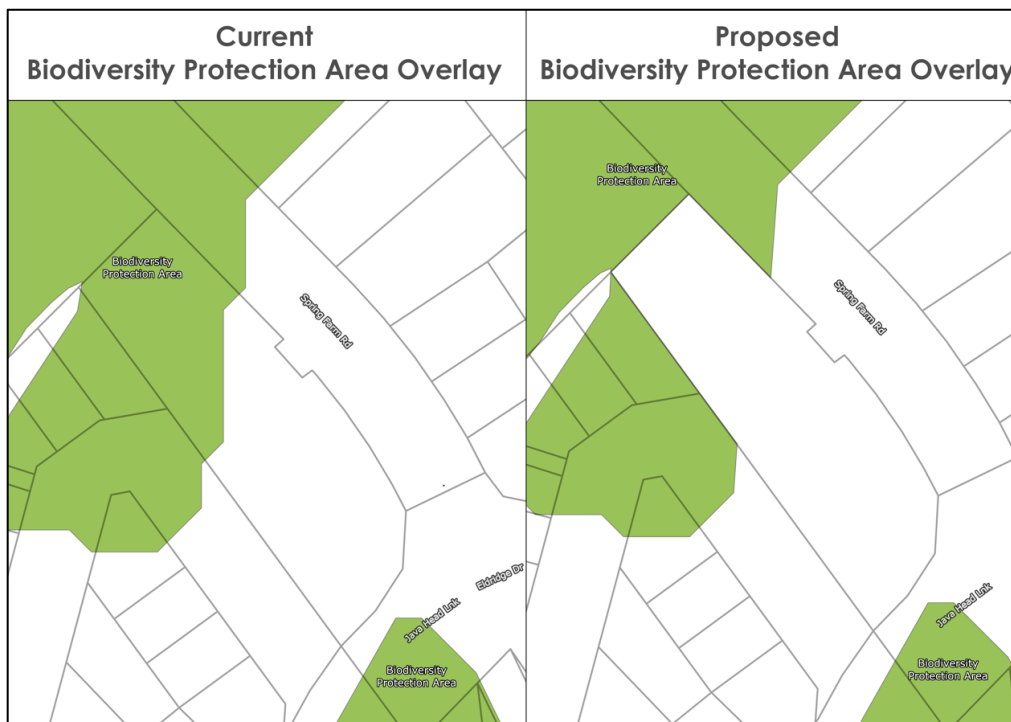 Current
Biodiversity Protection Area Overlay
Biodiversity
Protection Area
Spring Farm Rd
Eldridge Dr
Java Head Lnk
Biodiversity
Protection Area
Proposed
Biodiversity Protection Area Overlay
Biodiversity
Protection Area
Spring Farm Rd
Java Head Lnk
Biodiversity
Protection Area